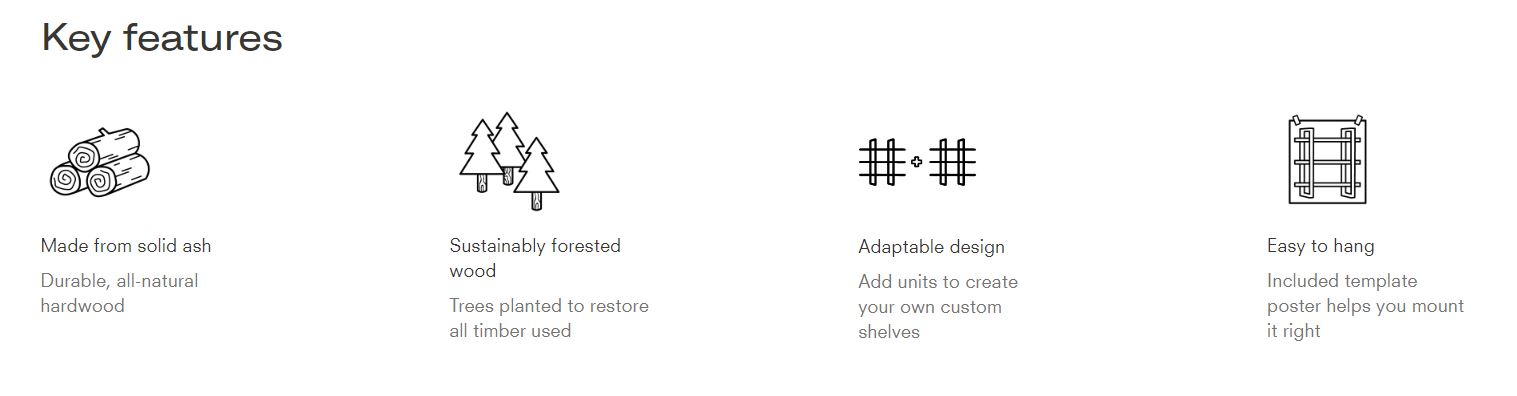 Key features
Made from solid ash
Durable, all-natural
hardwood
Sustainably forested
wood
Trees planted to restore
all timber used
Adaptable design
Add units to create
your own custom
shelves
Easy to hang
Included template
poster helps you mount
it right